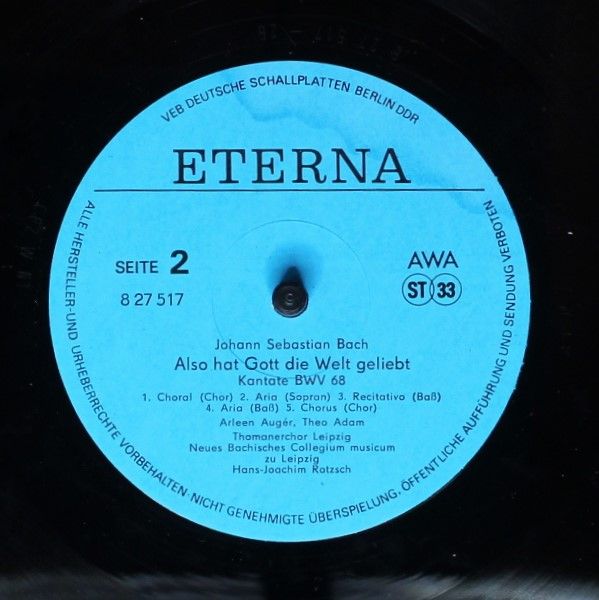 VEB DEUTSCHE SCHALLPLATTEN BERLIN DDR
ETERNA
SEITE 2
8 27 517
AWA
ST 33
Johann Sebastian Bach
Also hat Gott die Welt geliebt
Kantate BWV 68
1. Choral (Chor) 2. Aria (Sopran) 3. Recitativo (Baß)
4. Aria (Baß) 5. Chorus (Chor)
Arleen Augér, Theo Adam
Thomanerchor Leipzig
Neues Bachisches Collegium musicum
zu Leipzig
Hans-Joachim Rotzsch
ALLE HERSTELLER-UND URHEBERRECHTE VORBEHALTEN·NICHT GENEHMIGTE ÜBERSPIELUNG, ÖFFENTLICHE AUFFÜHRUNG UND SENDUNG VERBOTEN